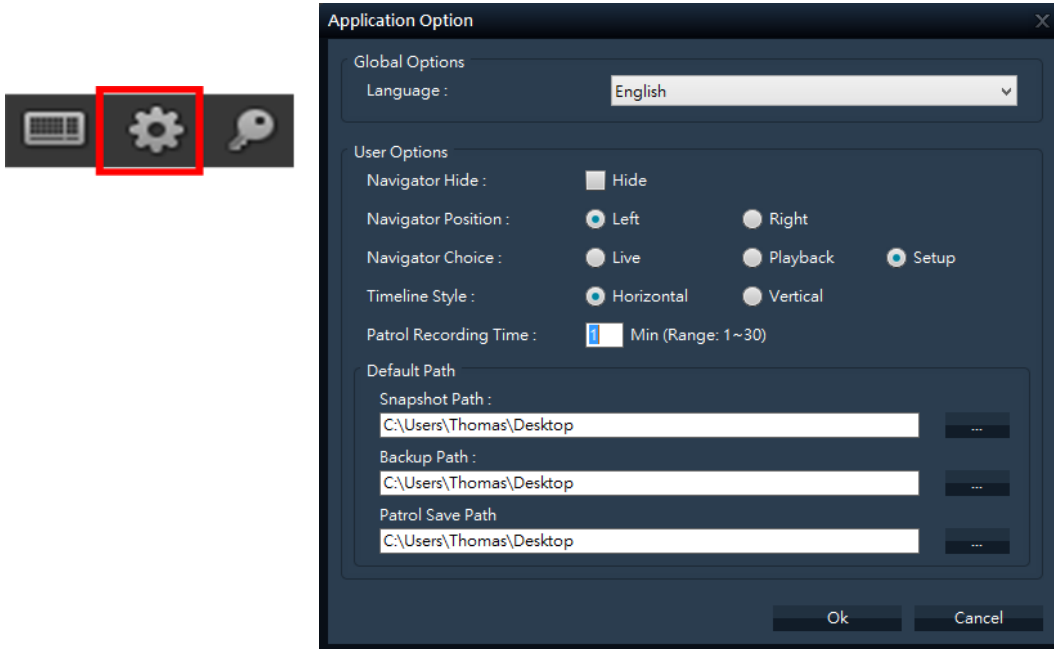 Application Option X
Global Options
Language : English
User Options
Navigator Hide : Hide
Navigator Position : Left Right
Navigator Choice : Live Playback Setup
Timeline Style : Horizontal Vertical
Patrol Recording Time : 1 Min (Range: 1~30)
Default Path
Snapshot Path :
C:\Users\Thomas\Desktop ...
Backup Path :
C:\Users\Thomas\Desktop ...
Patrol Save Path
C:\Users\Thomas\Desktop ...
Ok Cancel